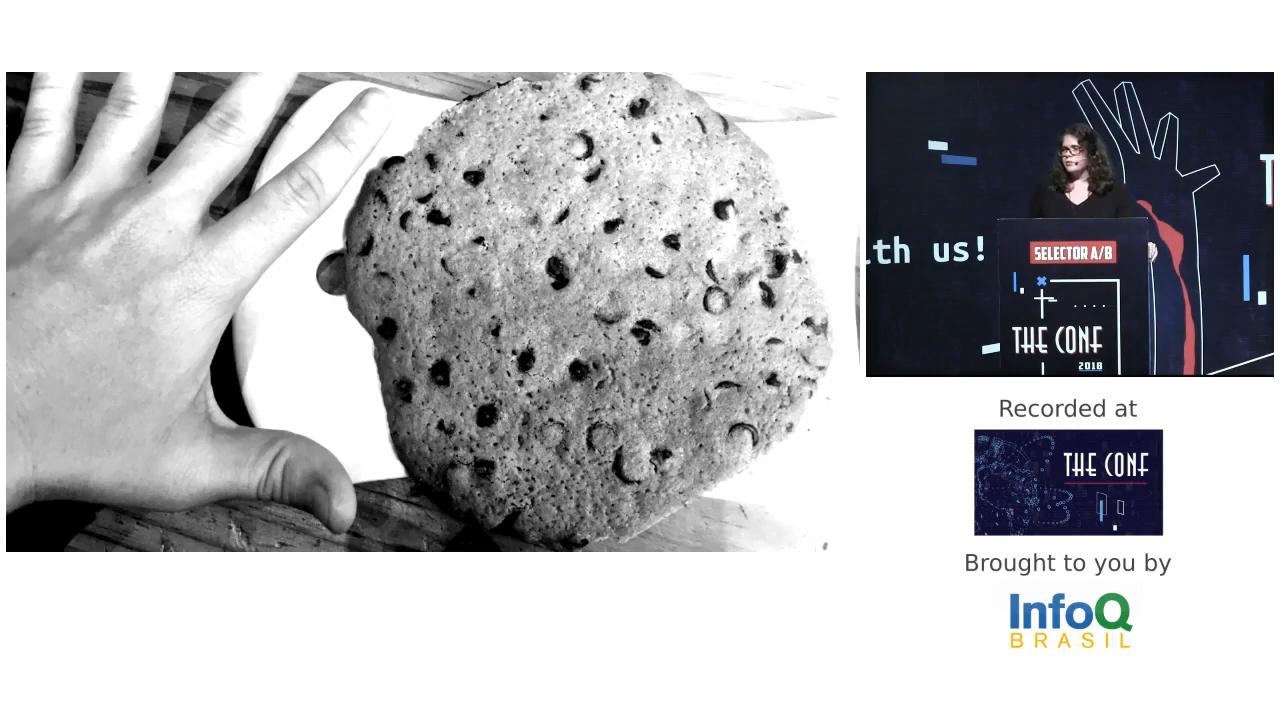 th us!
SELECTOR A/B
THE CONF
2018
Recorded at
THE CONF
Brought to you by
InfoQ
BRASIL